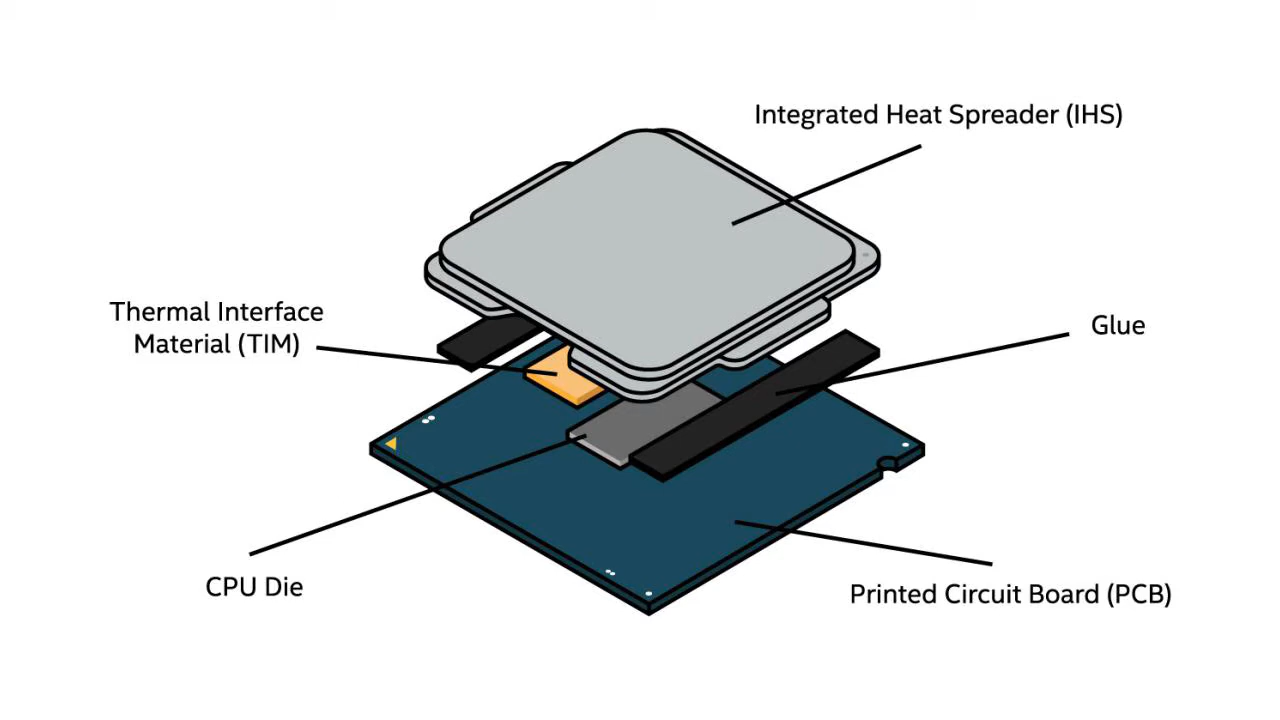 Integrated Heat Spreader (IHS)
Thermal Interface
Material (TIM)
Glue
CPU Die
Printed Circuit Board (PCB)